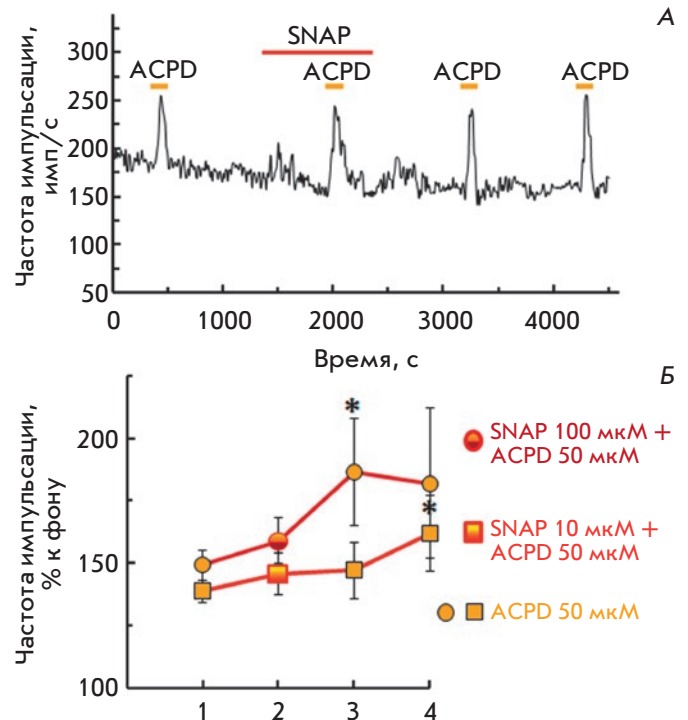 А
Частота импульсации,
имп/с
300
250
200
150
100
50
SNAP
ACPD
ACPD
ACPD
ACPD
0
1000
2000
3000
4000
Время, с
Б
Частота импульсации,
% к фону
200
150
100
*
*
1
2
3
4
SNAP 100 мкМ +
ACPD 50 мкМ
SNAP 10 мкМ +
ACPD 50 мкМ
ACPD 50 мкМ